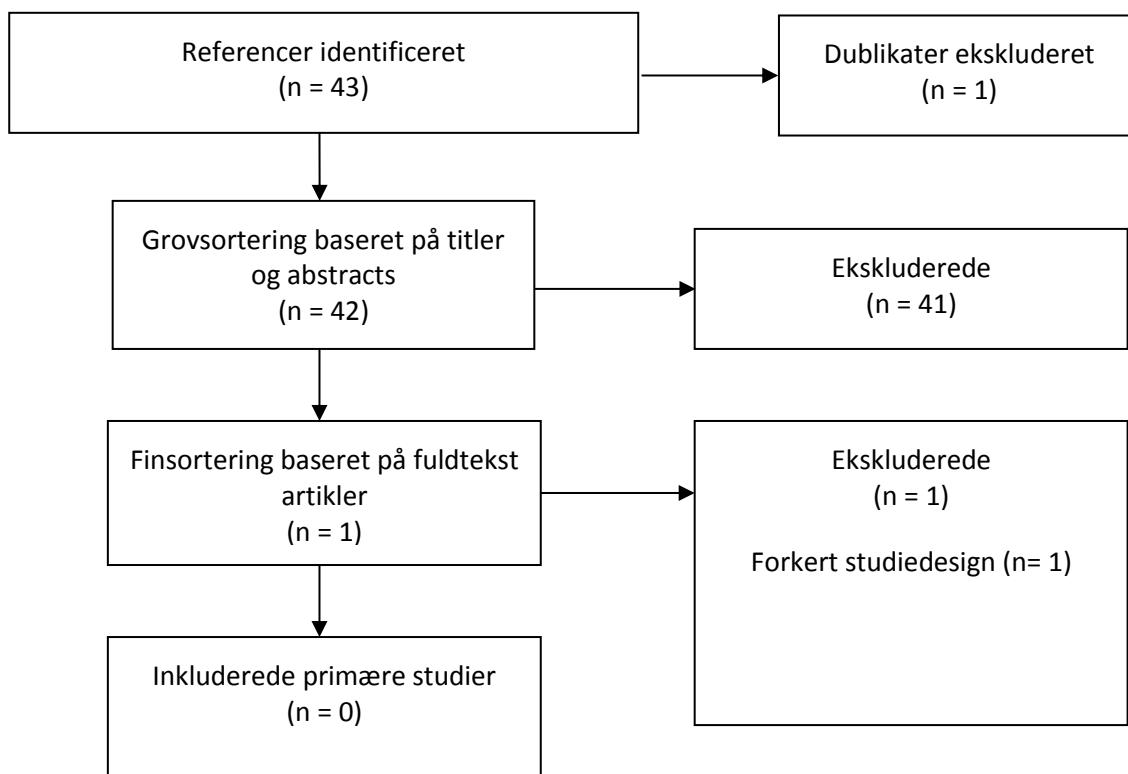 Referencer identificeret
(n = 43)
Dublikater ekskluderet
(n = 1)
Grovsortering baseret på titler
og abstracts
(n = 42)
Ekskluderede
(n = 41)
Finsortering baseret på fuldtekst
artikler
(n = 1)
Ekskluderede
(n = 1)
Forkert studiedesign (n= 1)
Inkluderede primære studier
(n = 0)